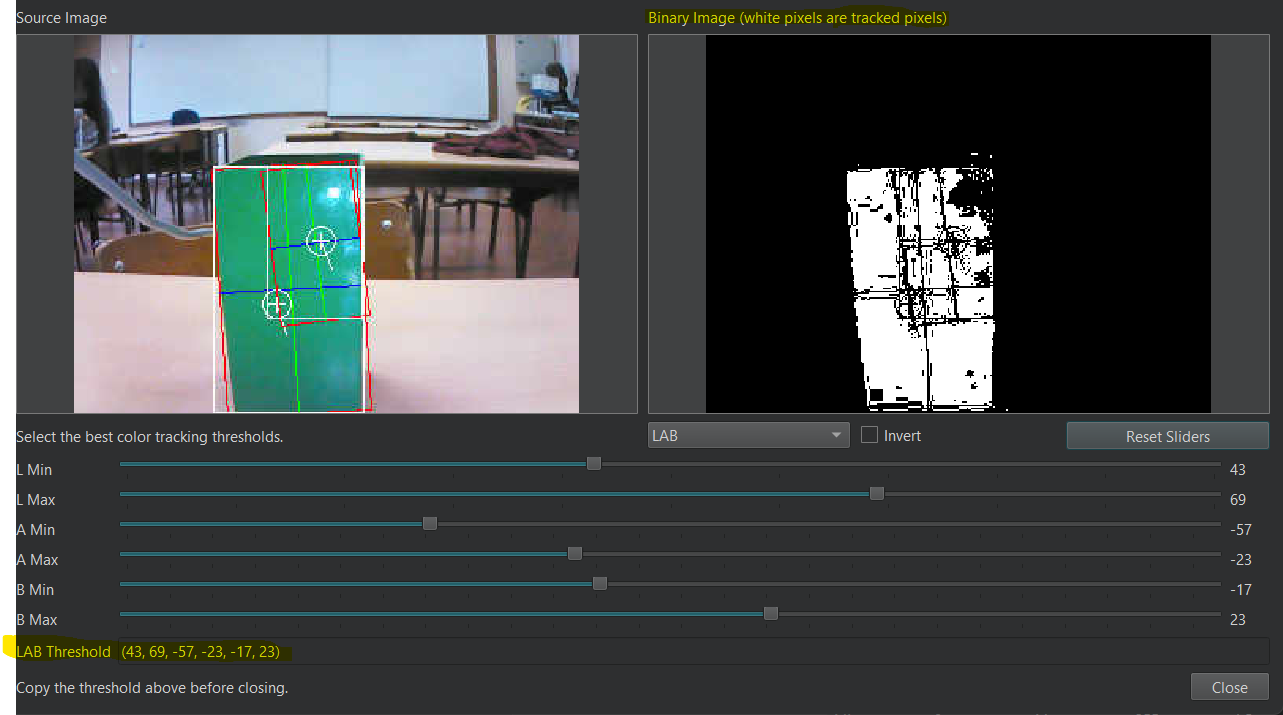 Source Image
Binary Image (white pixels are tracked pixels)
Select the best color tracking thresholds.
LAB
Invert
Reset Sliders
L Min 43
L Max 69
A Min -57
A Max -23
B Min -17
B Max 23
LAB Threshold (43, 69, -57, -23, -17, 23)
Copy the threshold above before closing.
Close